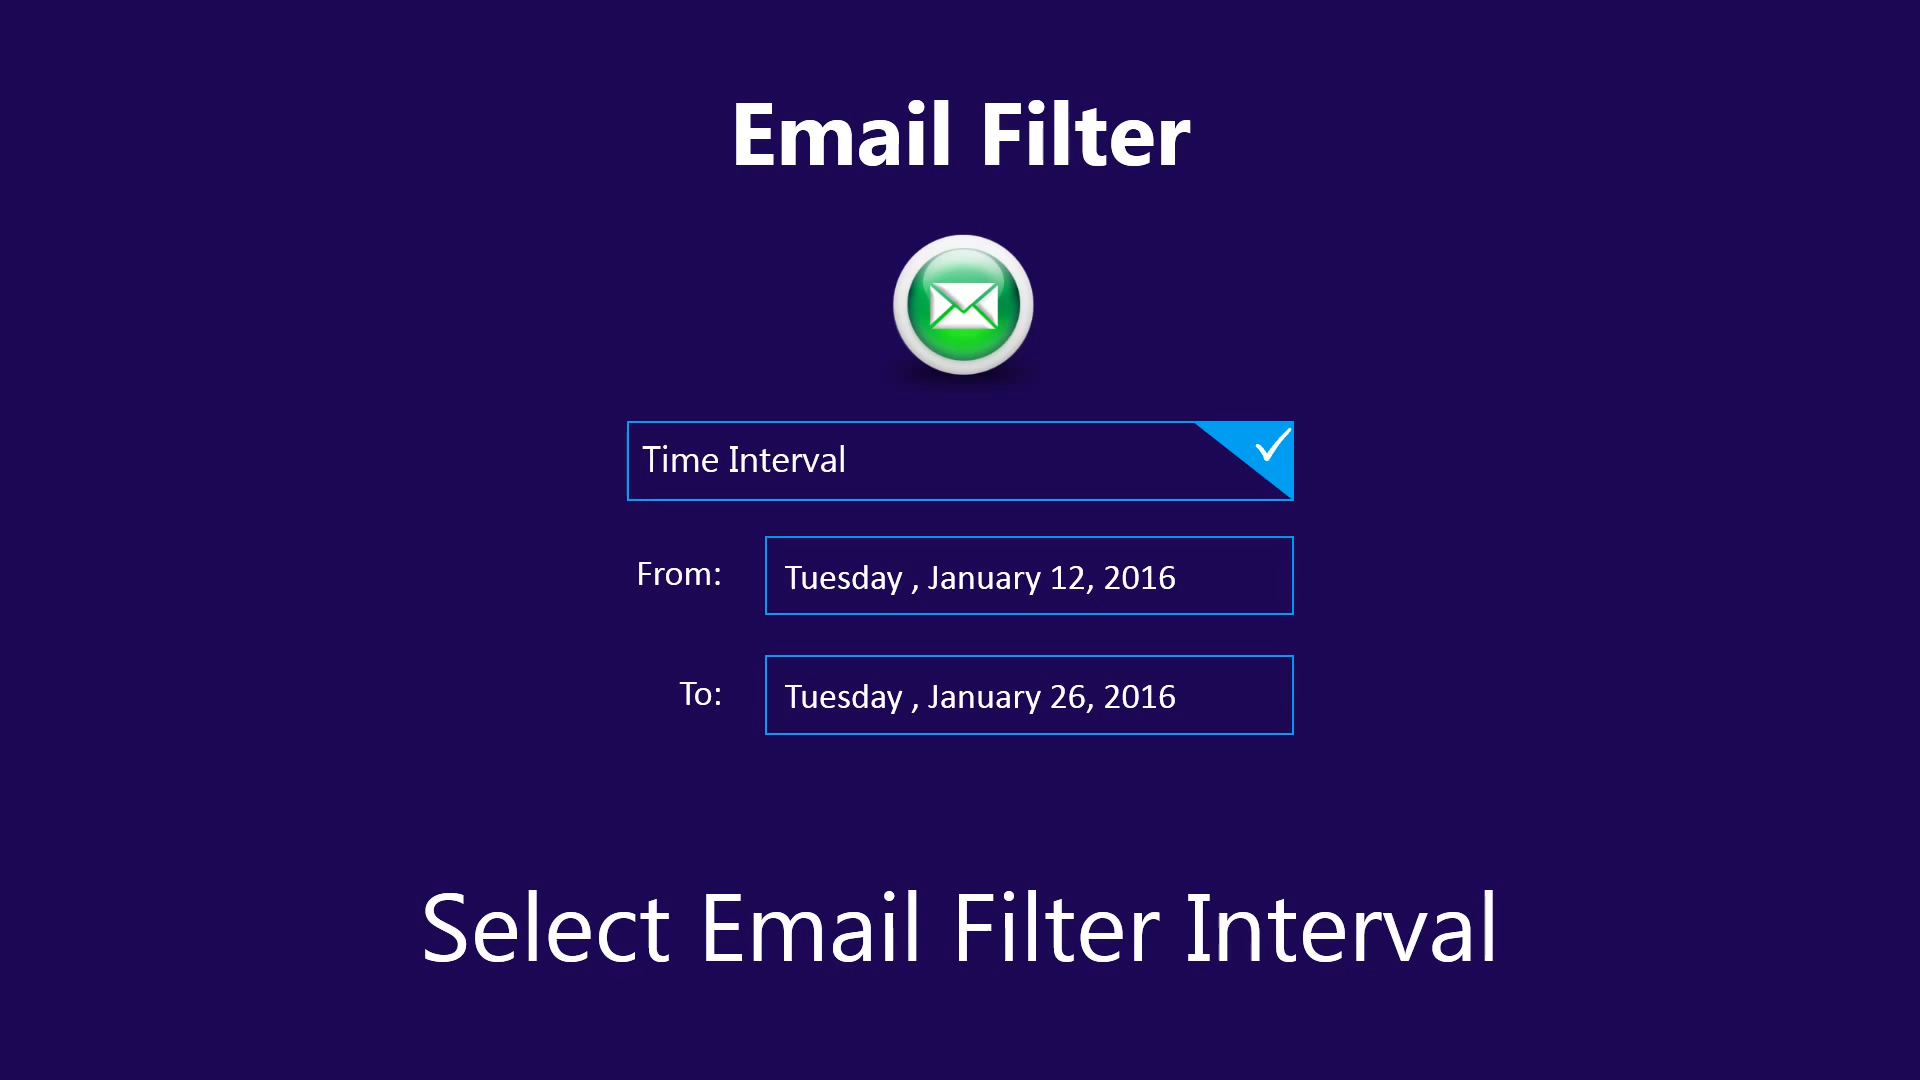 Email Filter
Time Interval
From:
Tuesday , January 12, 2016
To:
Tuesday , January 26, 2016
Select Email Filter Interval